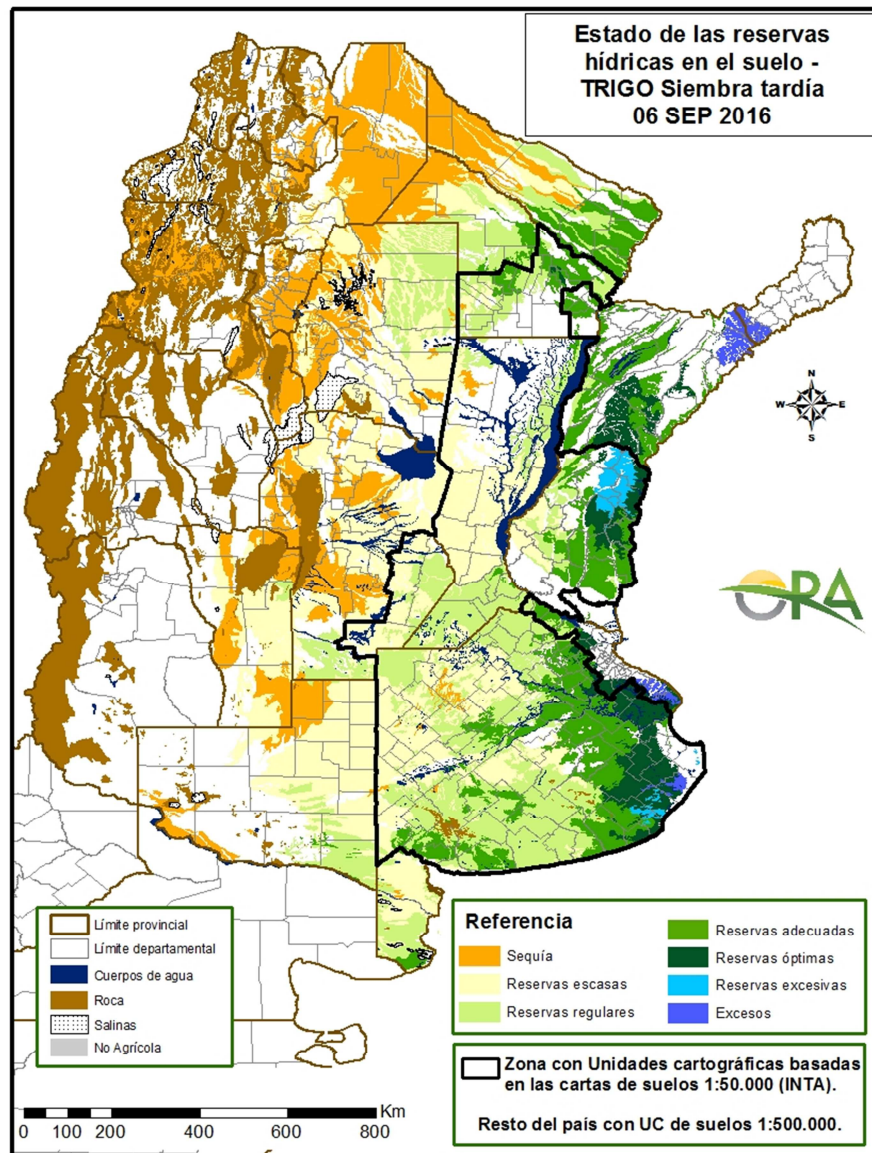 Estado de las reservas
hídricas en el suelo -
TRIGO Siembra tardía
06 SEP 2016
N
W E
S
ORA
Límite provincial
Límite departamental
Cuerpos de agua
Roca
Salinas
No Agrícola
Referencia
Sequía
Reservas escasas
Reservas regulares
Reservas adecuadas
Reservas óptimas
Reservas excesivas
Excesos
Zona con Unidades cartográficas basadas
en las cartas de suelos 1:50.000 (INTA).
Resto del país con UC de suelos 1:500.000.
Km
0 100 200 400 600 800